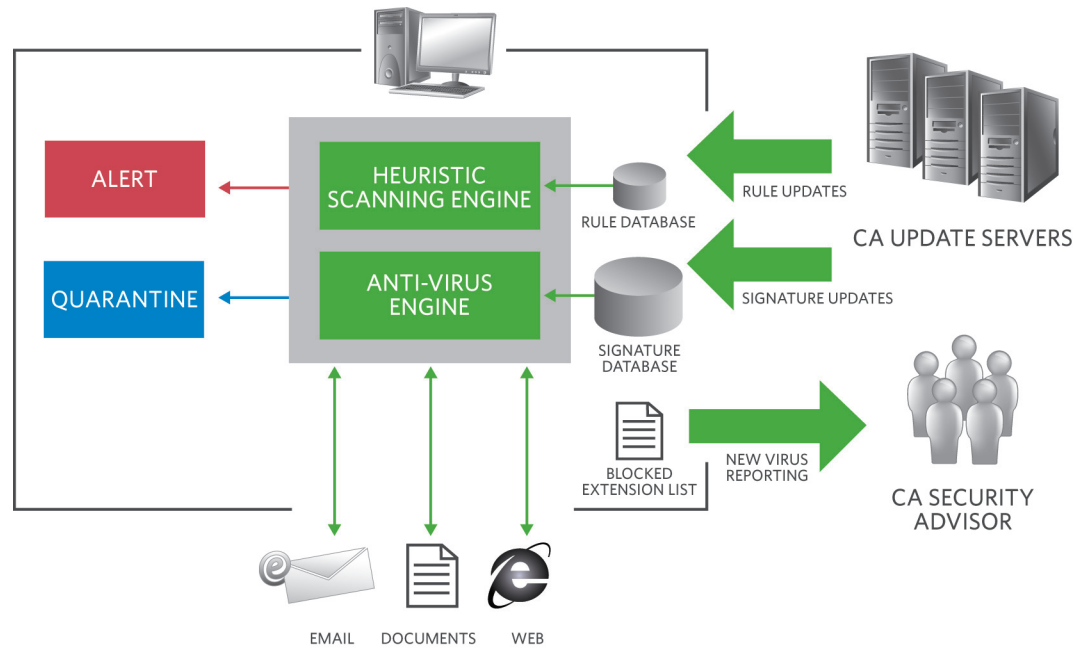 ALERT
HEURISTIC
SCANNING ENGINE
RULE DATABASE
RULE UPDATES
CA UPDATE SERVERS
QUARANTINE
ANTI-VIRUS
ENGINE
SIGNATURE
DATABASE
SIGNATURE UPDATES
BLOCKED
EXTENSION LIST
NEW VIRUS
REPORTING
CA SECURITY
ADVISOR
EMAIL
DOCUMENTS
WEB